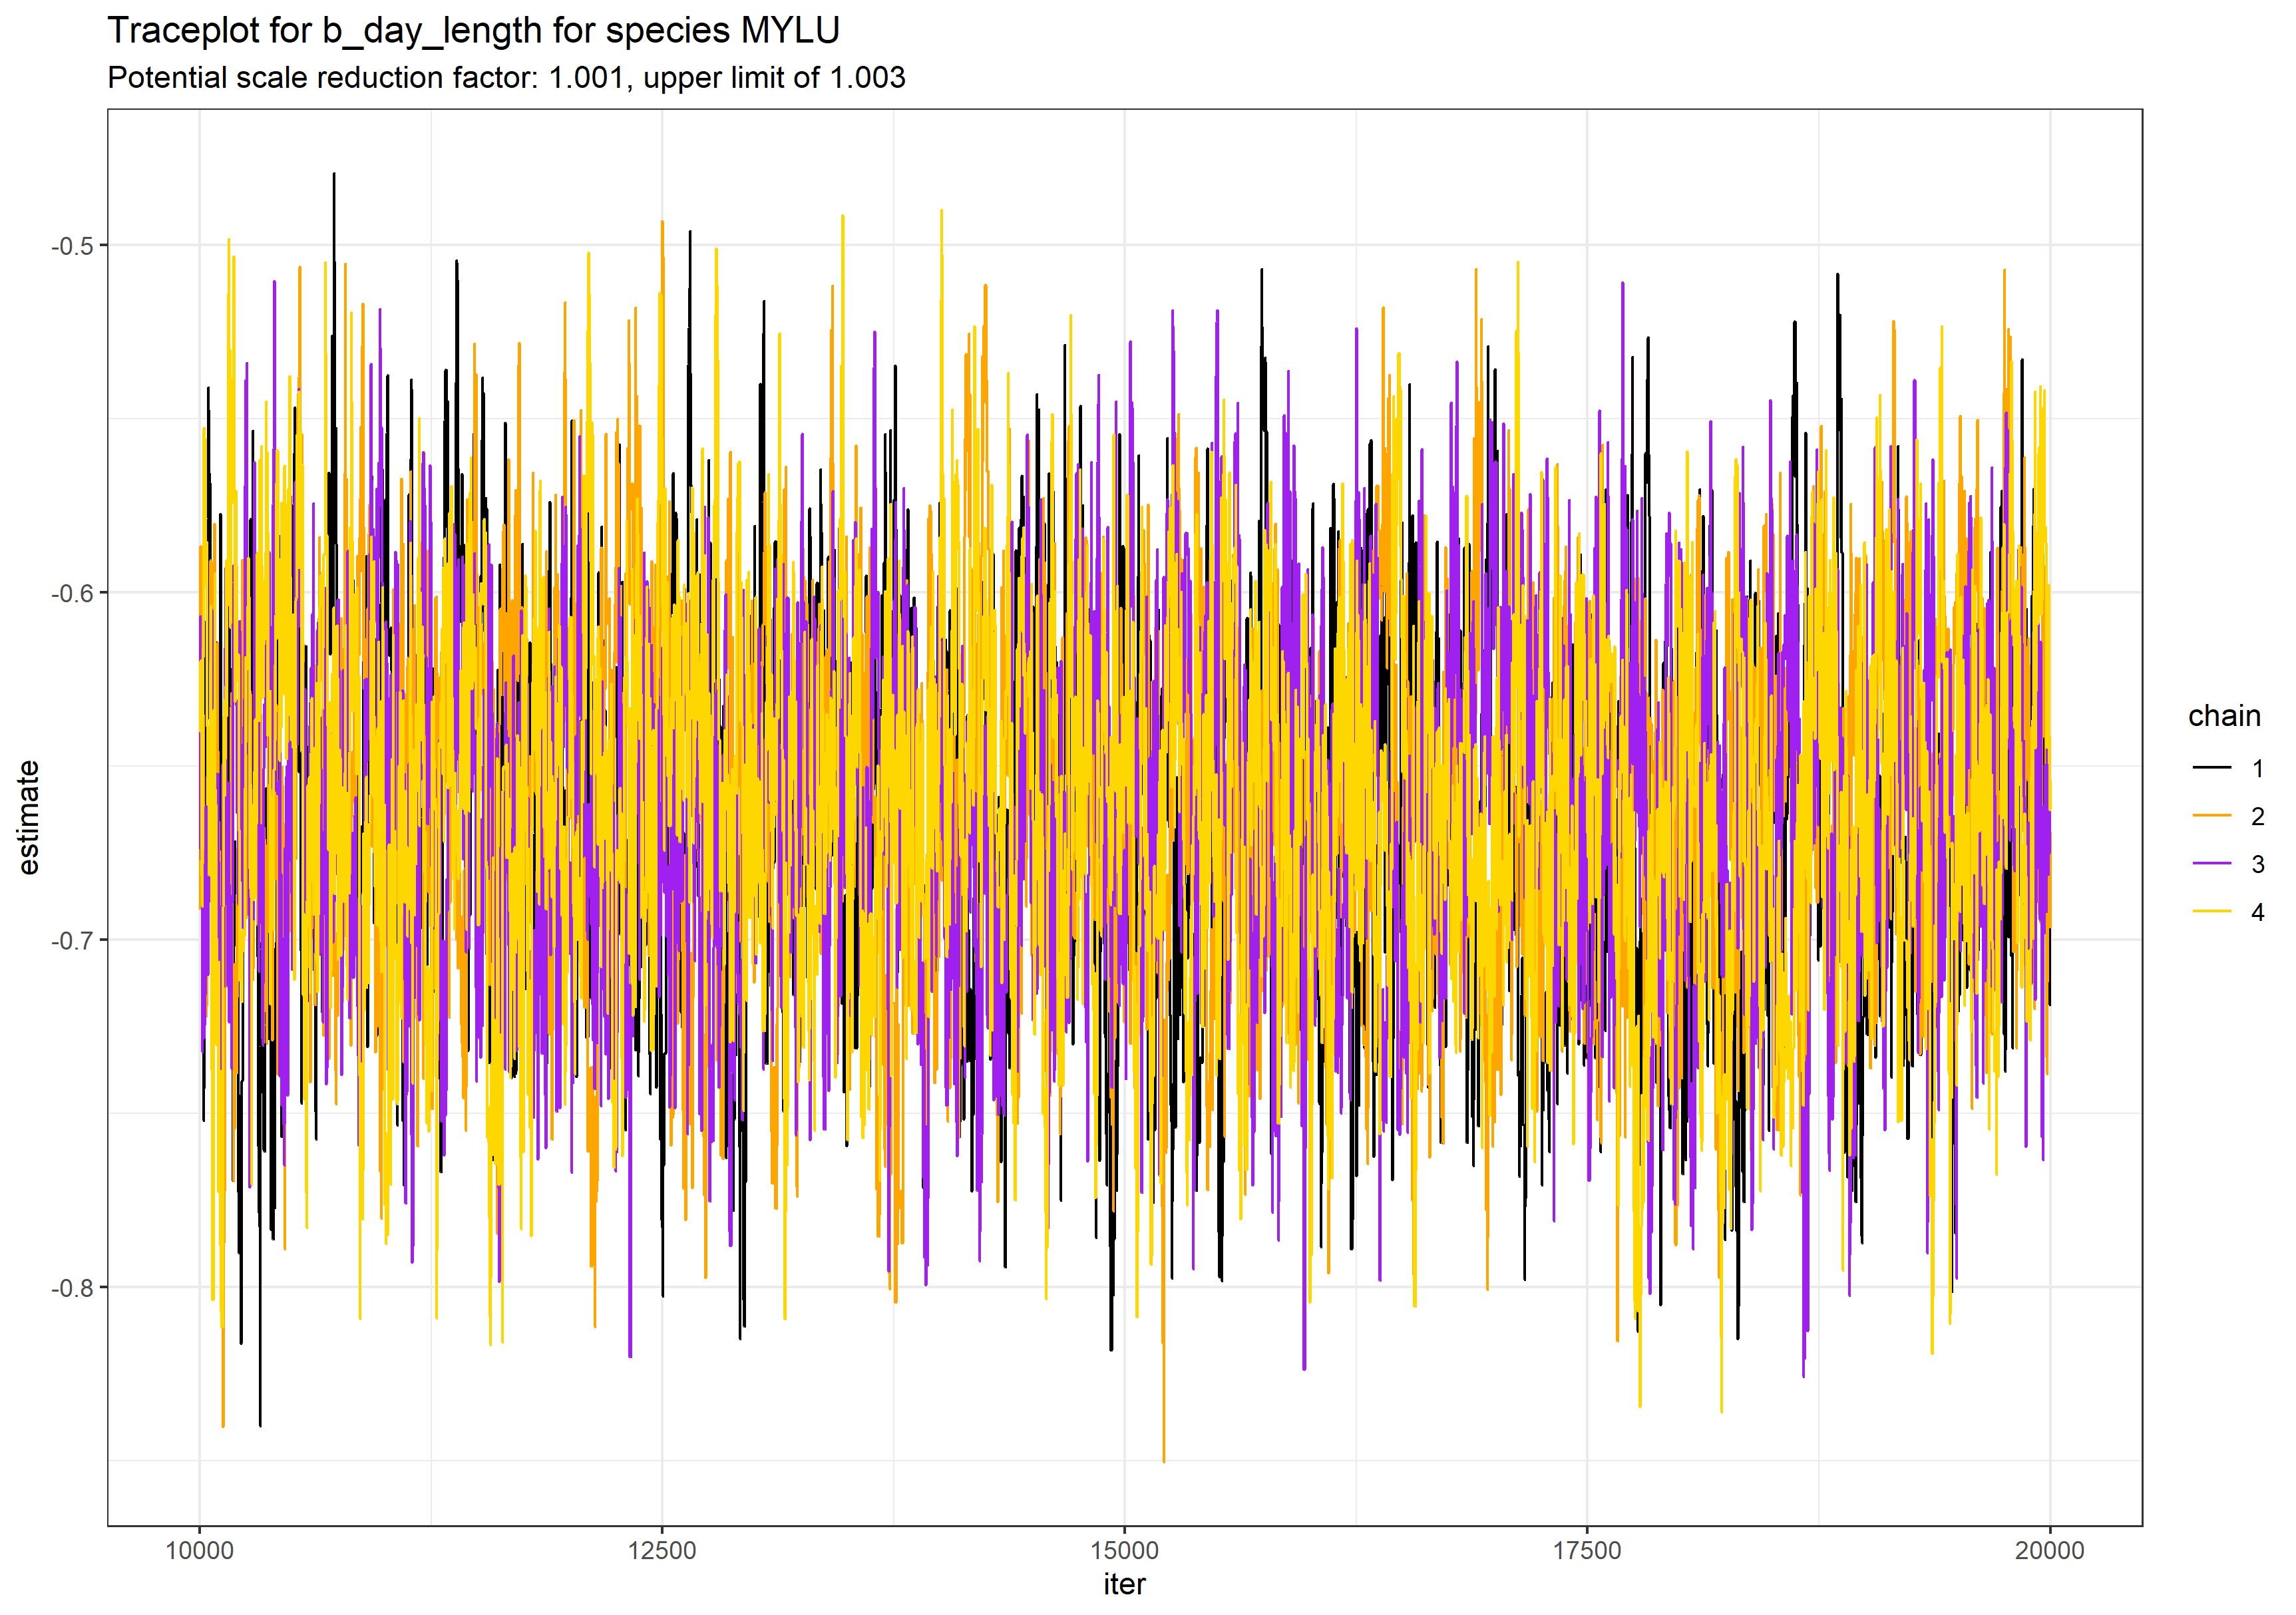 Traceplot for b_day_length for species MYLU
Potential scale reduction factor: 1.001, upper limit of 1.003
-0.5
-0.6
-0.7
-0.8
estimate
10000 12500 15000 17500 20000
iter
chain
1
2
3
4